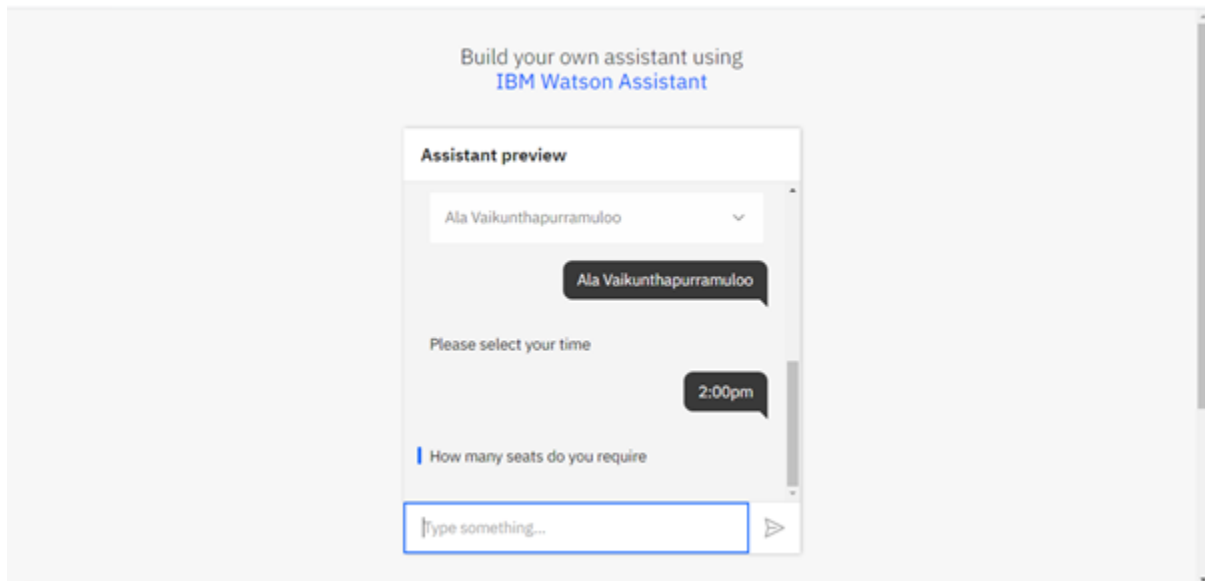 Build your own assistant using
IBM Watson Assistant
Assistant preview
Ala Vaikunthapurramuloo
Ala Vaikunthapurramuloo
Please select your time
2:00pm
How many seats do you require
Type something...